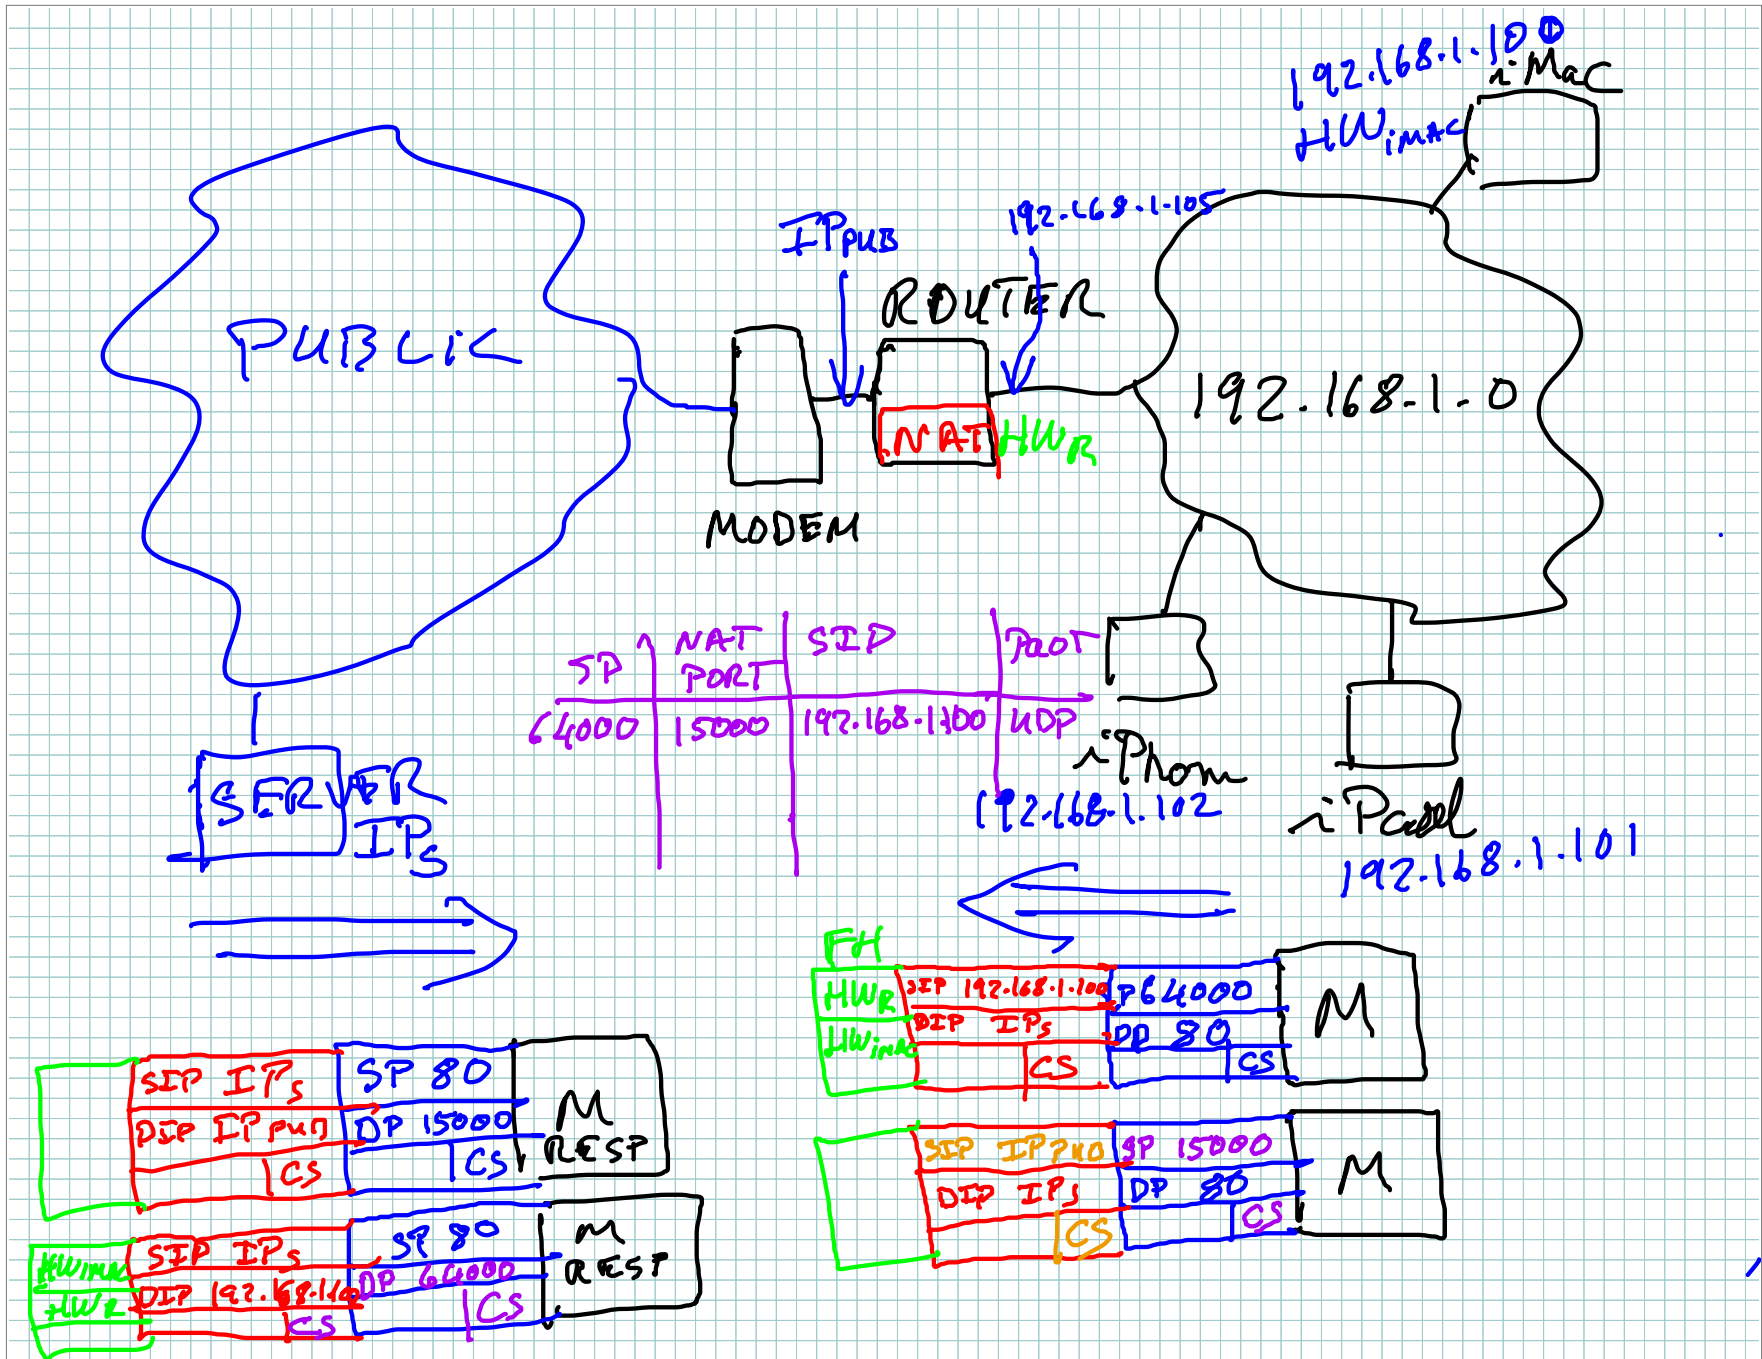 192.168.1.100
iMac
HWiMAC
192.168.1.105
IPPUB
ROUTER
PUBLIC
192.168.1.0
NAT
HWR
MODEM
SP
NAT PORT
SID
PROT
64000
15000
192.168.1.100
UDP
iPhom
192.168.1.102
SERVER
IPS
iPad
192.168.1.101
FH
HWR
SIP 192.168.1.100
P64000
M
DIP IPS
DP 80
HWiMAC
CS
CS
SIP IPPUB
SP 15000
M
DIP IPS
DP 80
CS
CS
SIP IPS
SP 80
M
RESP
DIP IPPUB
DP 15000
CS
CS
SIP IPS
SP 80
M
RESP
HWiMAC
HWR
DIP 192.168.1.100
DP 64000
CS
CS